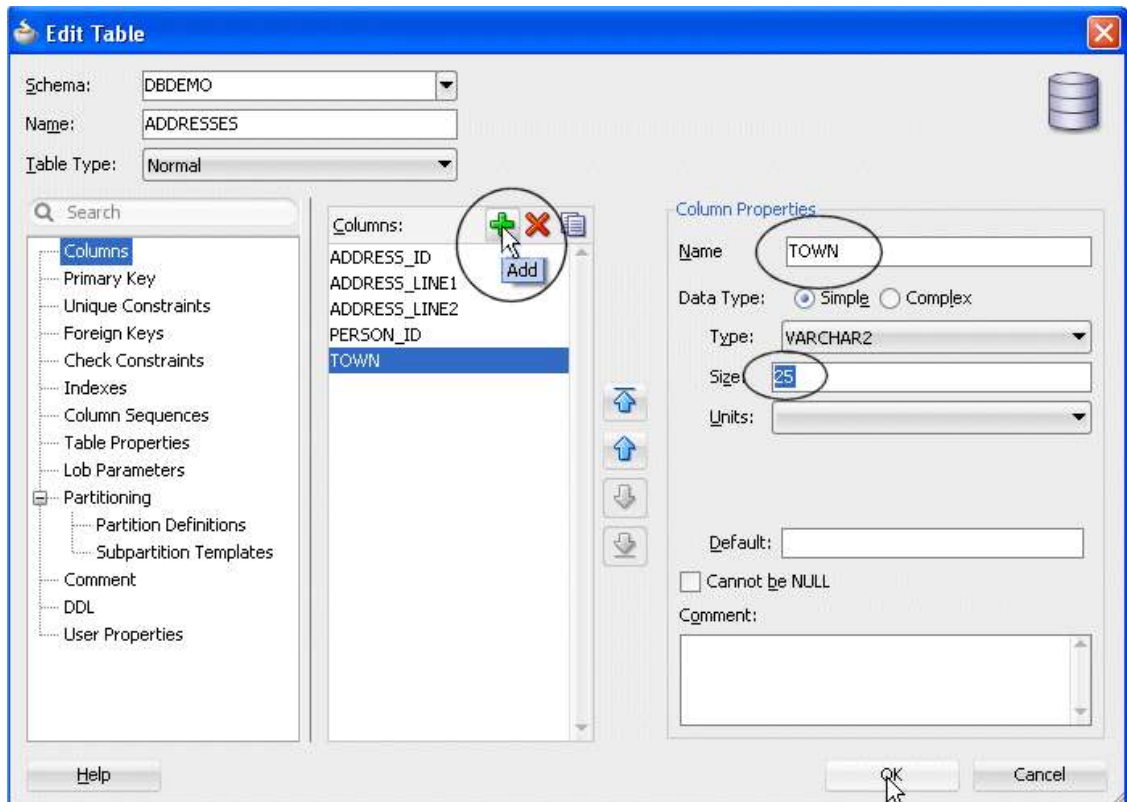 Edit Table
Schema: DBDEMO
Name: ADDRESSES
Table Type: Normal
Search
Columns
Primary Key
Unique Constraints
Foreign Keys
Check Constraints
Indexes
Column Sequences
Table Properties
Lob Parameters
Partitioning
Partition Definitions
Subpartition Templates
Comment
DDL
User Properties
Columns:
Add
ADDRESS_ID
ADDRESS_LINE1
ADDRESS_LINE2
PERSON_ID
TOWN
Column Properties
Name TOWN
Data Type: Simple Complex
Type: VARCHAR2
Size: 25
Units:
Default:
Cannot be NULL
Comment:
Help
OK
Cancel